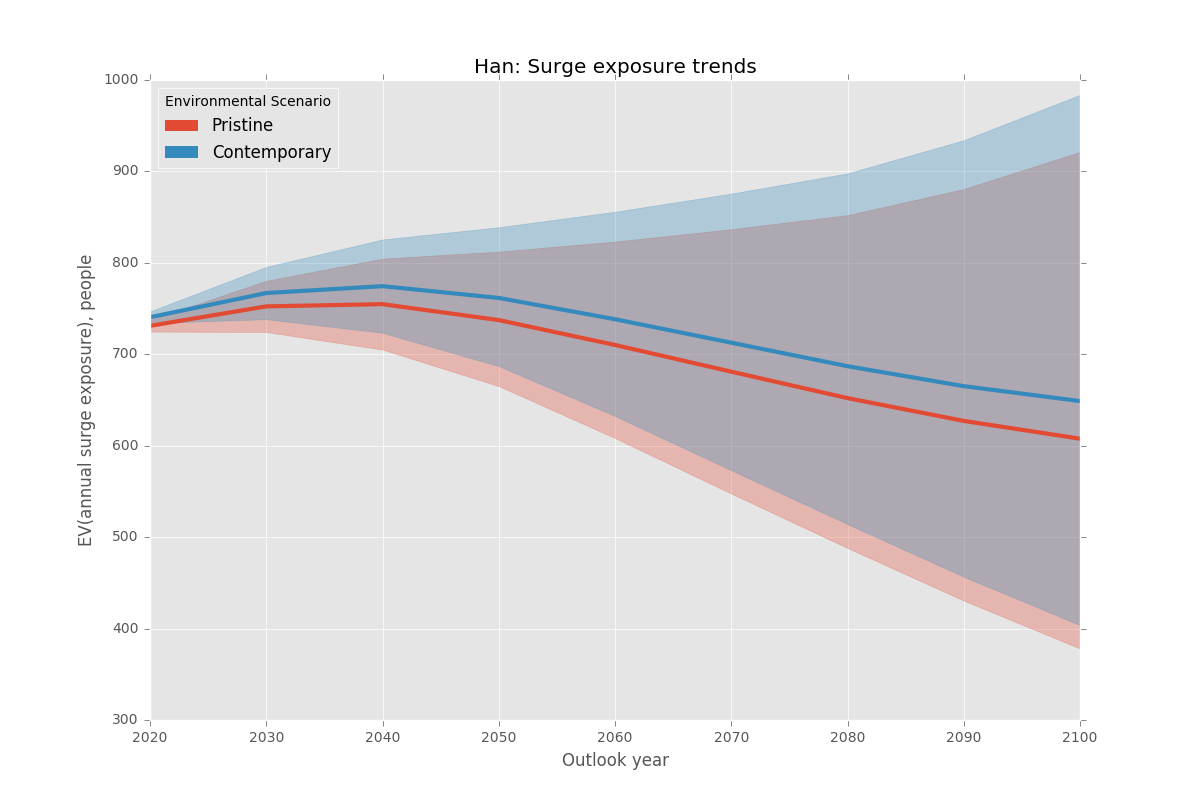 Han: Surge exposure trends
Environmental Scenario
Pristine
Contemporary
EV(annual surge exposure), people
1000
900
800
700
600
500
400
300
2020 2030 2040 2050 2060 2070 2080 2090 2100
Outlook year